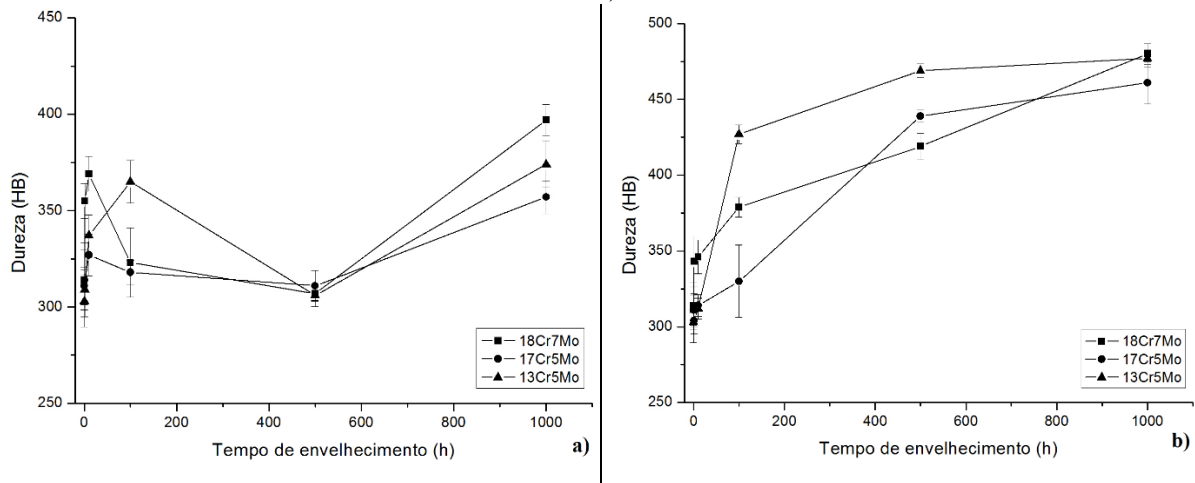 450
400
350
300
250
Dureza (HB)
18Cr7Mo
17Cr5Mo
13Cr5Mo
0 200 400 600 800 1000
Tempo de envelhecimento (h)
a)
500
450
400
350
300
250
Dureza (HB)
18Cr7Mo
17Cr5Mo
13Cr5Mo
0 200 400 600 800 1000
Tempo de envelhecimento (h)
b)